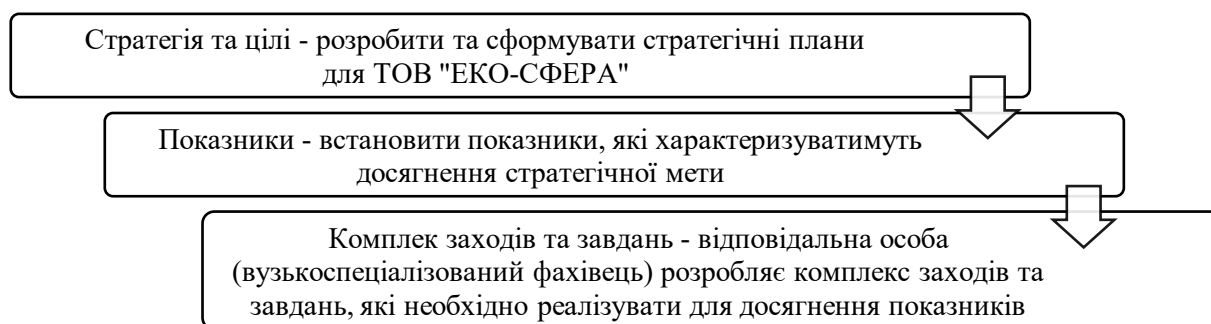 Стратегія та цілі - розробити та сформувати стратегічні плани
для ТОВ "ЕКО-СФЕРА"
Показники - встановити показники, які характеризуватимуть
досягнення стратегічної мети
Комплек заходів та завдань - відповідальна особа
(вузькоспеціалізований фахівець) розробляє комплекс заходів та
завдань, які необхідно реалізувати для досягнення показників